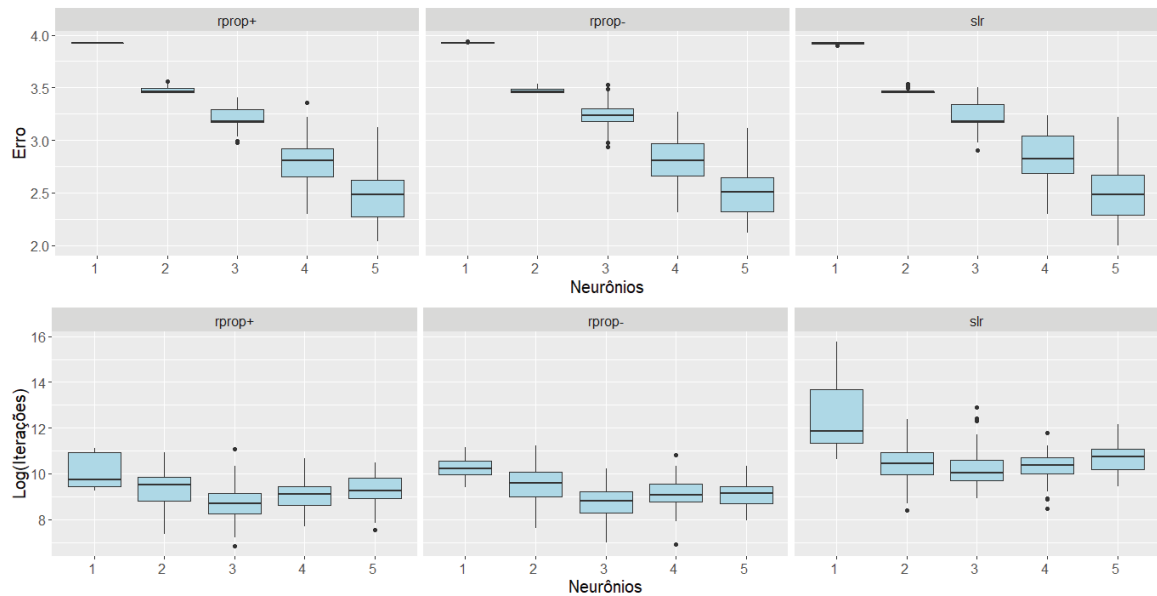 rprop+ rprop- slr
Erro
4.0
3.5
3.0
2.5
2.0
1 2 3 4 5 1 2 3 4 5 1 2 3 4 5
Neurônios
rprop+ rprop- slr
Log(Iterações)
16
14
12
10
8
1 2 3 4 5 1 2 3 4 5 1 2 3 4 5
Neurônios